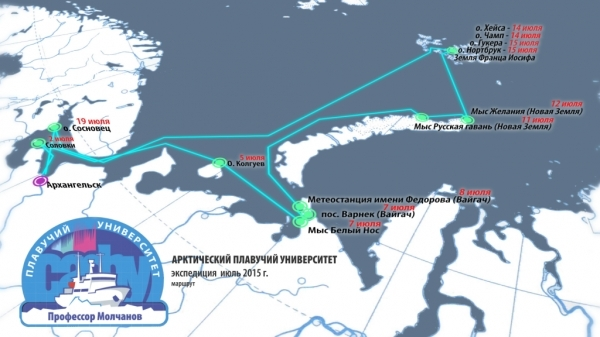 о. Хейса - 14 июля
о. Чамп - 14 июля
о. Гукера - 15 июля
о. Нортбрук - 15 июля
Земля Франца Иосифа
12 июля
Мыс Желания (Новая Земля)
11 июля
Мыс Русская гавань (Новая Земля)
19 июля
о. Сосновец
июля
Соловки
5 июля
О. Колгуев
Архангельск
8 июля
Метеостанция имени Федорова (Вайгач)
7 июля
пос. Варнек (Вайгач)
7 июля
Мыс Белый Нос
ПЛАВУЧИЙ УНИВЕРСИТЕТ
Профессор Молчанов
АРКТИЧЕСКИЙ ПЛАВУЧИЙ УНИВЕРСИТЕТ
экспедиция июль 2015 г.
маршрут